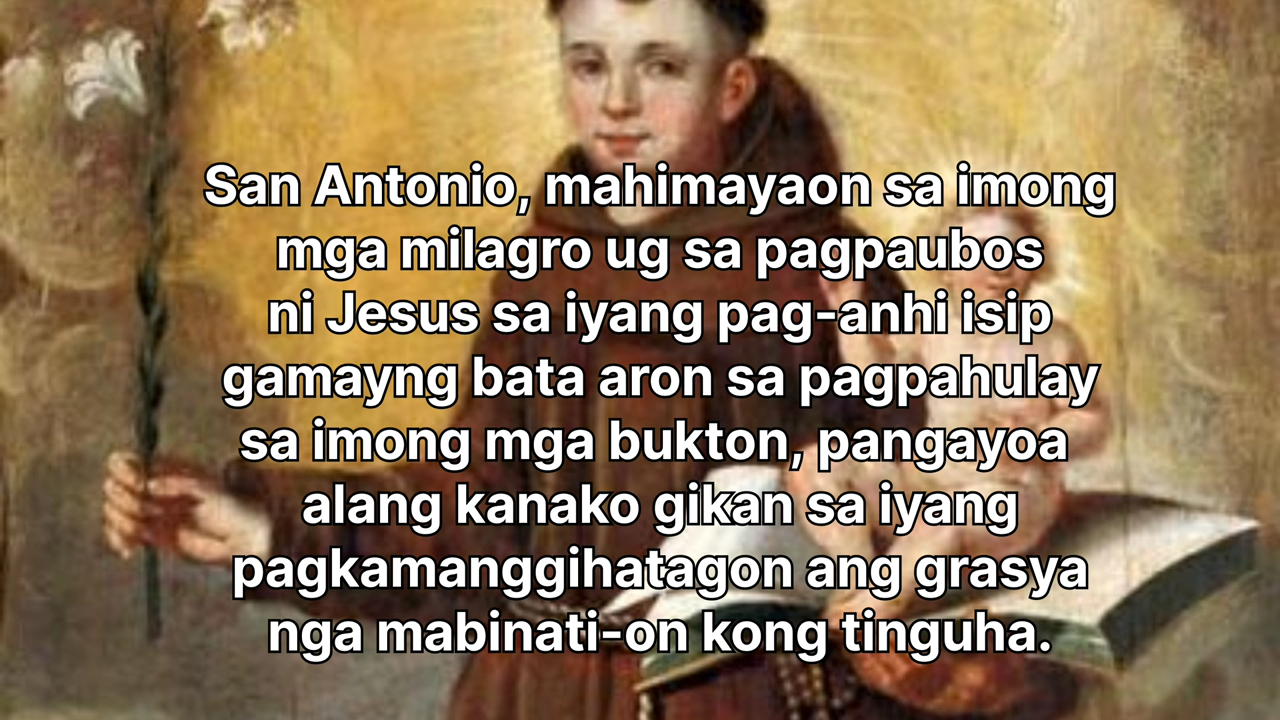 San Antonio, mahimayaon sa imong
mga milagro ug sa pagpaubos
ni Jesus sa iyang pag-anhi isip
gamayng bata aron sa pagpahulay
sa imong mga bukton, pangayoa
alang kanako gikan sa iyang
pagkamanggihatagon ang grasya
nga mabinati-on kong tinguha.